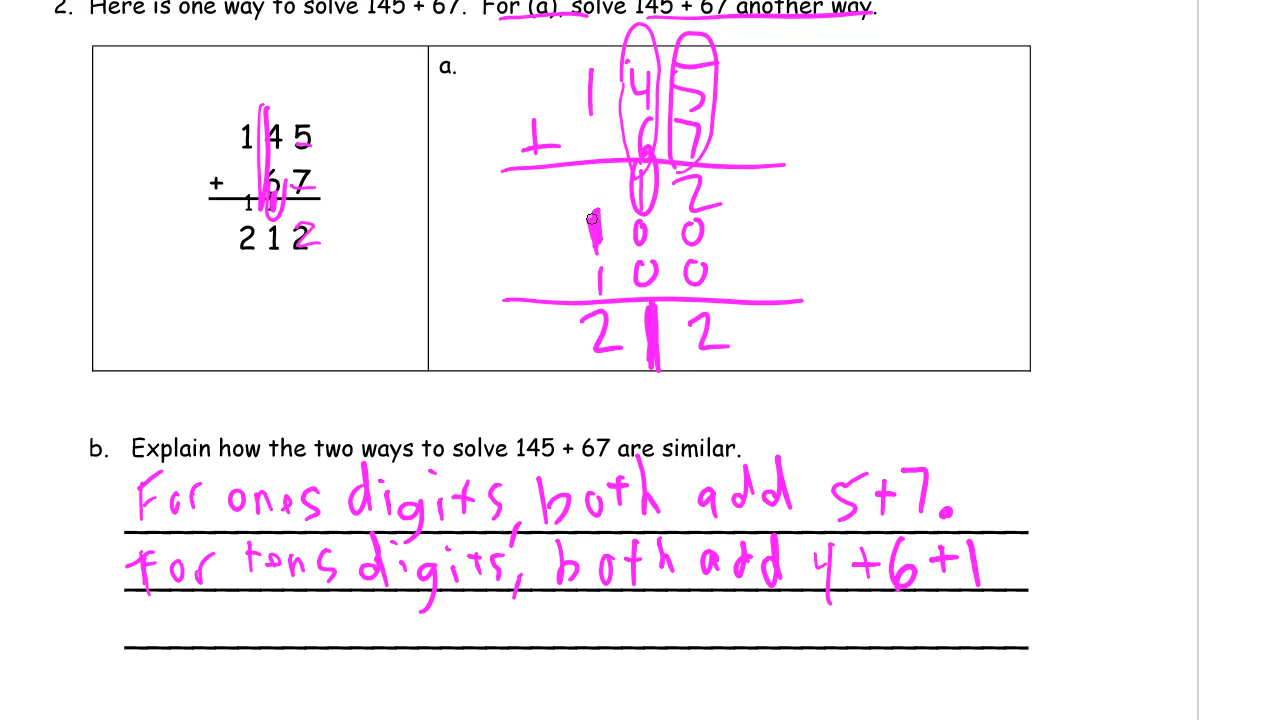 2. Here is one way to solve 145 + 67. For (a), solve 145 + 67 another way.
a.
1 4 5
+ 6 7
1 1
2 1 2
1 4 5
+ 6 7
1 2
1 0 0
1 0 0
2 1 2
b. Explain how the two ways to solve 145 + 67 are similar.
For ones digits, both add 5+7.
For tens digits, both add 4+6+1